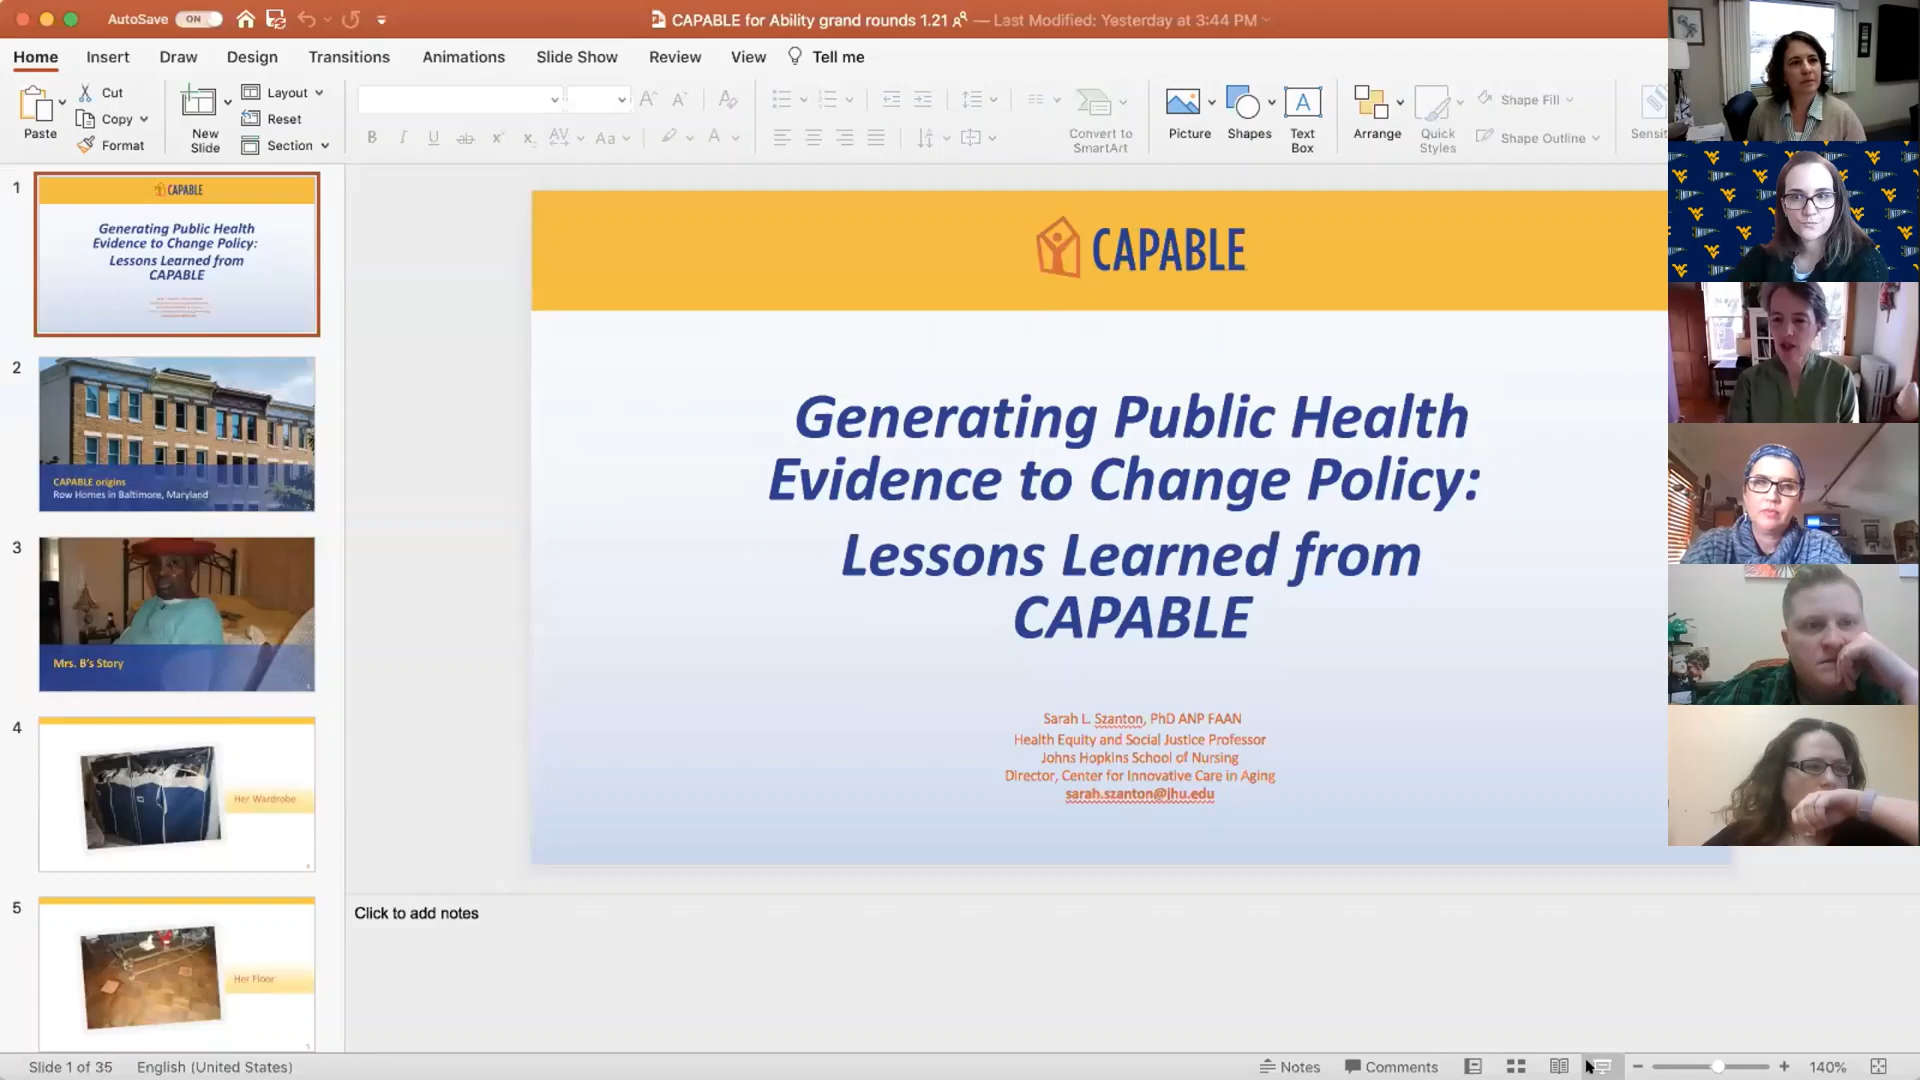 AutoSave ON
CAPABLE for Ability grand rounds 1.21 — Last Modified: Yesterday at 3:44 PM
Home Insert Draw Design Transitions Animations Slide Show Review View Tell me
Paste
Cut
Copy
Format
New Slide
Layout
Reset
Section
Convert to SmartArt
Picture
Shapes
Text Box
Arrange
Quick Styles
Shape Fill
Shape Outline
Sensit
1
CAPABLE
Generating Public Health
Evidence to Change Policy:
Lessons Learned from
CAPABLE
2
CAPABLE origins
Row Homes in Baltimore, Maryland
3
Mrs. B's Story
4
Her Wardrobe
5
Her Floor
CAPABLE
Generating Public Health
Evidence to Change Policy:
Lessons Learned from
CAPABLE
Sarah L. Szanton, PhD ANP FAAN
Health Equity and Social Justice Professor
Johns Hopkins School of Nursing
Director, Center for Innovative Care in Aging
sarah.szanton@jhu.edu
Click to add notes
Slide 1 of 35 English (United States)
Notes Comments 140%